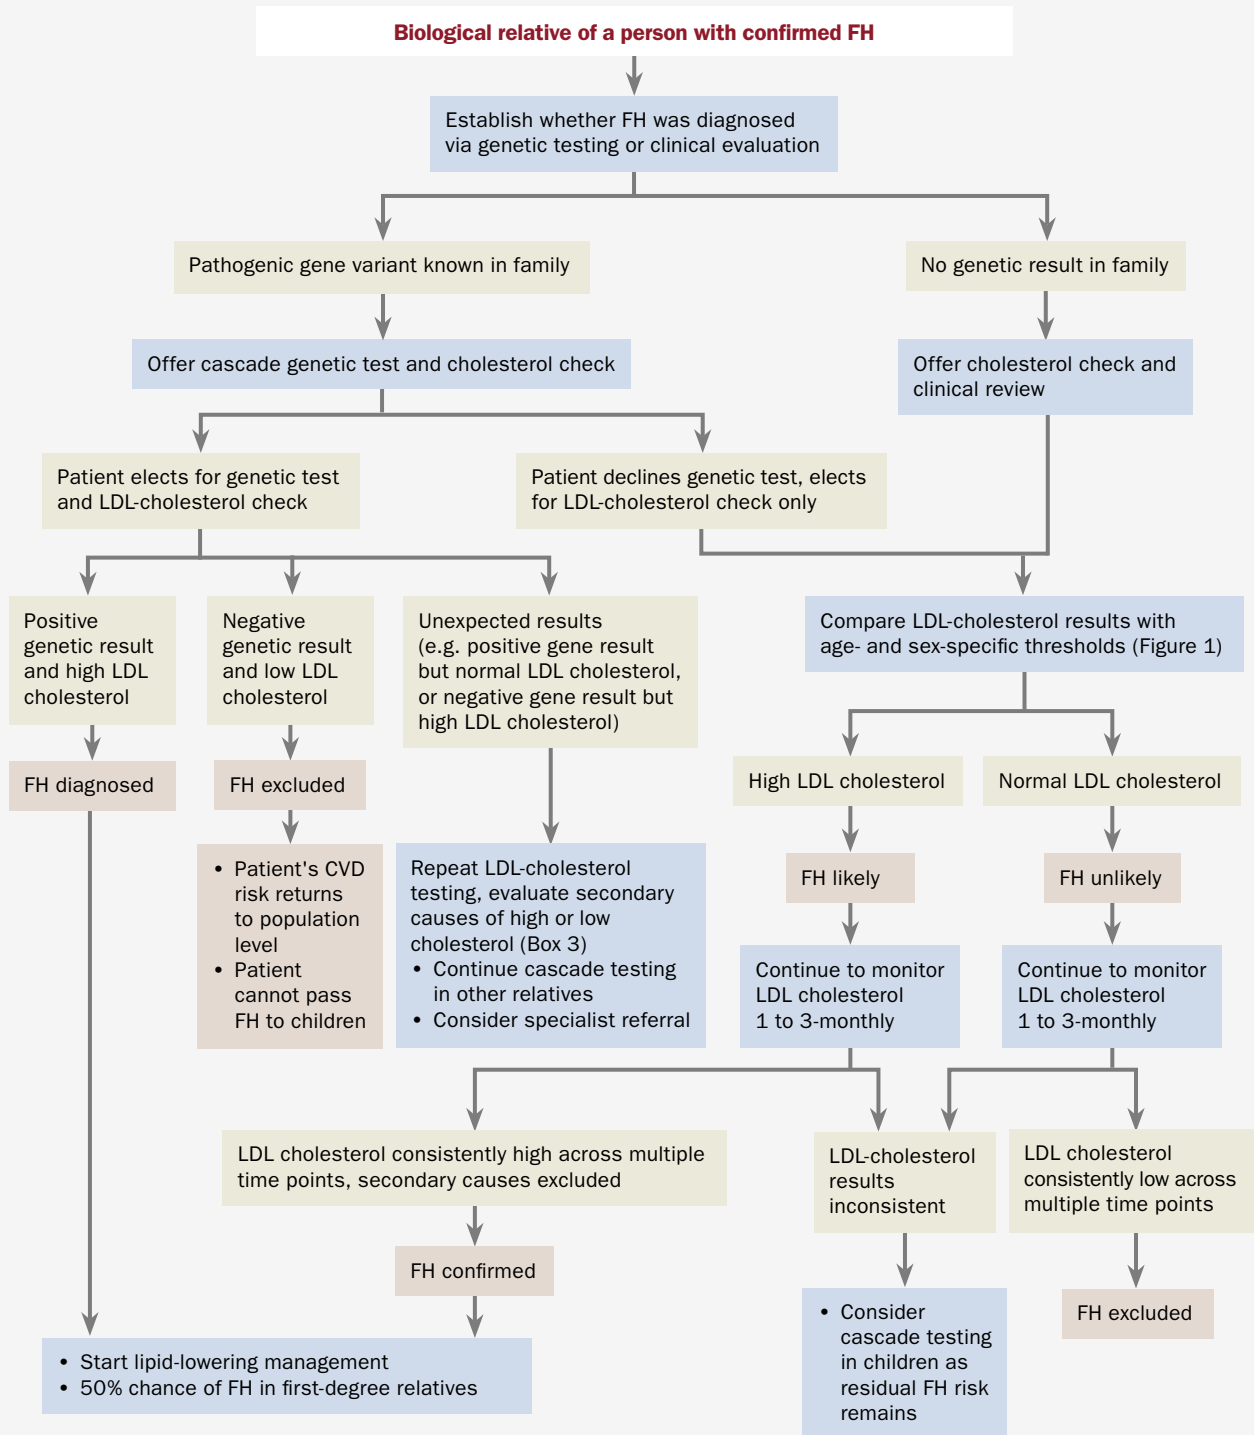 Biological relative of a person with confirmed FH
Establish whether FH was diagnosed
via genetic testing or clinical evaluation
Pathogenic gene variant known in family
No genetic result in family
Offer cascade genetic test and cholesterol check
Offer cholesterol check and
clinical review
Patient elects for genetic test
and LDL-cholesterol check
Patient declines genetic test, elects
for LDL-cholesterol check only
Positive
genetic result
and high LDL
cholesterol
Negative
genetic result
and low LDL
cholesterol
Unexpected results
(e.g. positive gene result
but normal LDL cholesterol,
or negative gene result but
high LDL cholesterol)
Compare LDL-cholesterol results with
age- and sex-specific thresholds (Figure 1)
FH diagnosed
FH excluded
High LDL cholesterol
Normal LDL cholesterol
• Patient's CVD
risk returns
to population
level
• Patient
cannot pass
FH to children
Repeat LDL-cholesterol
testing, evaluate secondary
causes of high or low
cholesterol (Box 3)
• Continue cascade testing
in other relatives
• Consider specialist referral
FH likely
FH unlikely
Continue to monitor
LDL cholesterol
1 to 3-monthly
Continue to monitor
LDL cholesterol
1 to 3-monthly
LDL cholesterol consistently high across multiple
time points, secondary causes excluded
LDL-cholesterol
results
inconsistent
LDL cholesterol
consistently low across
multiple time points
FH confirmed
• Consider
cascade testing
in children as
residual FH risk
remains
FH excluded
• Start lipid-lowering management
• 50% chance of FH in first-degree relatives